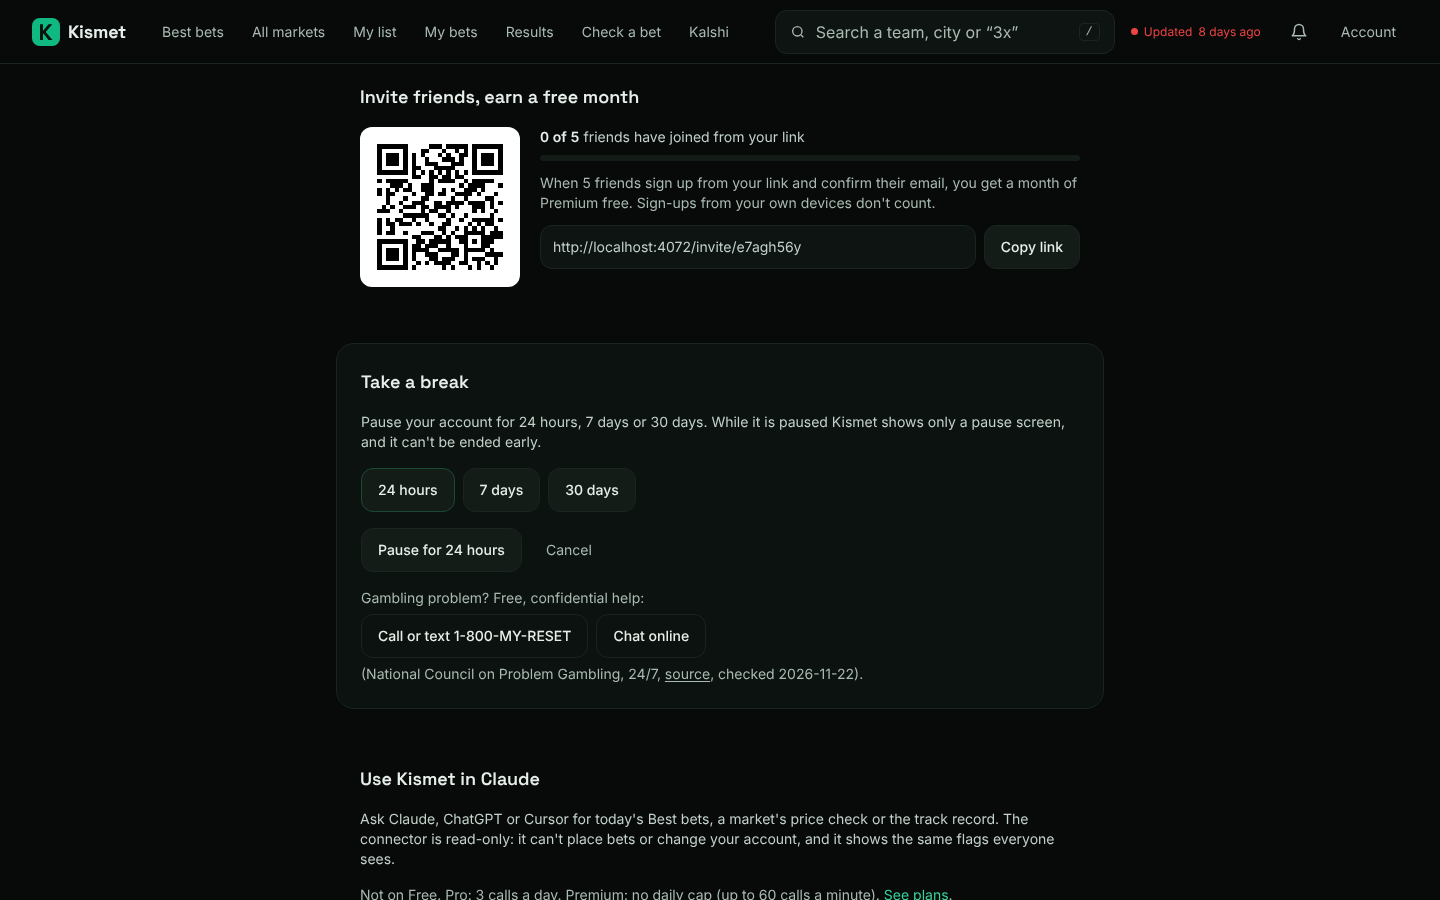 Kismet
Best bets
All markets
My list
My bets
Results
Check a bet
Kalshi
Search a team, city or “3x”
/
Updated 8 days ago
Account
Invite friends, earn a free month
0 of 5 friends have joined from your link
When 5 friends sign up from your link and confirm their email, you get a month of
Premium free. Sign-ups from your own devices don't count.
http://localhost:4072/invite/e7agh56y
Copy link
Take a break
Pause your account for 24 hours, 7 days or 30 days. While it is paused Kismet shows only a pause screen,
and it can't be ended early.
24 hours
7 days
30 days
Pause for 24 hours
Cancel
Gambling problem? Free, confidential help:
Call or text 1-800-MY-RESET
Chat online
(National Council on Problem Gambling, 24/7, source, checked 2026-11-22).
Use Kismet in Claude
Ask Claude, ChatGPT or Cursor for today's Best bets, a market's price check or the track record. The
connector is read-only: it can't place bets or change your account, and it shows the same flags everyone
sees.
Not on Free. Pro: 3 calls a day. Premium: no daily cap (up to 60 calls a minute). See plans.